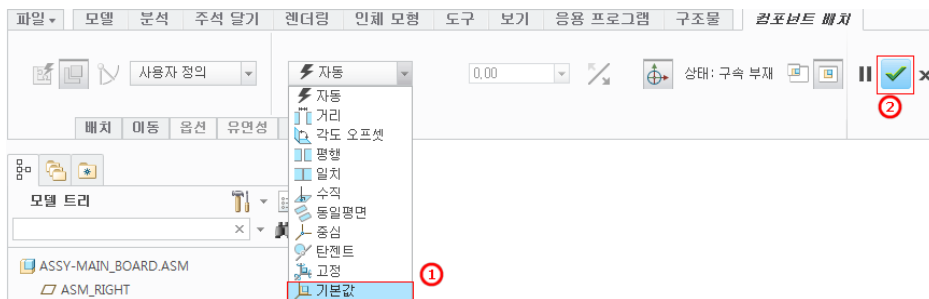 파일 모델 분석 주석 달기 렌더링 인체 모형 도구 보기 응용 프로그램 구조물 컴포넌트 배치
사용자 정의 자동 0,00 상태: 구속 부재
②
자동
거리
배치 이동 옵션 유연성
각도 오프셋
평행
일치
수직
모델 트리
동일평면
중심
탄젠트
ASSY-MAIN_BOARD.ASM
고정
①
ASM_RIGHT
기본값